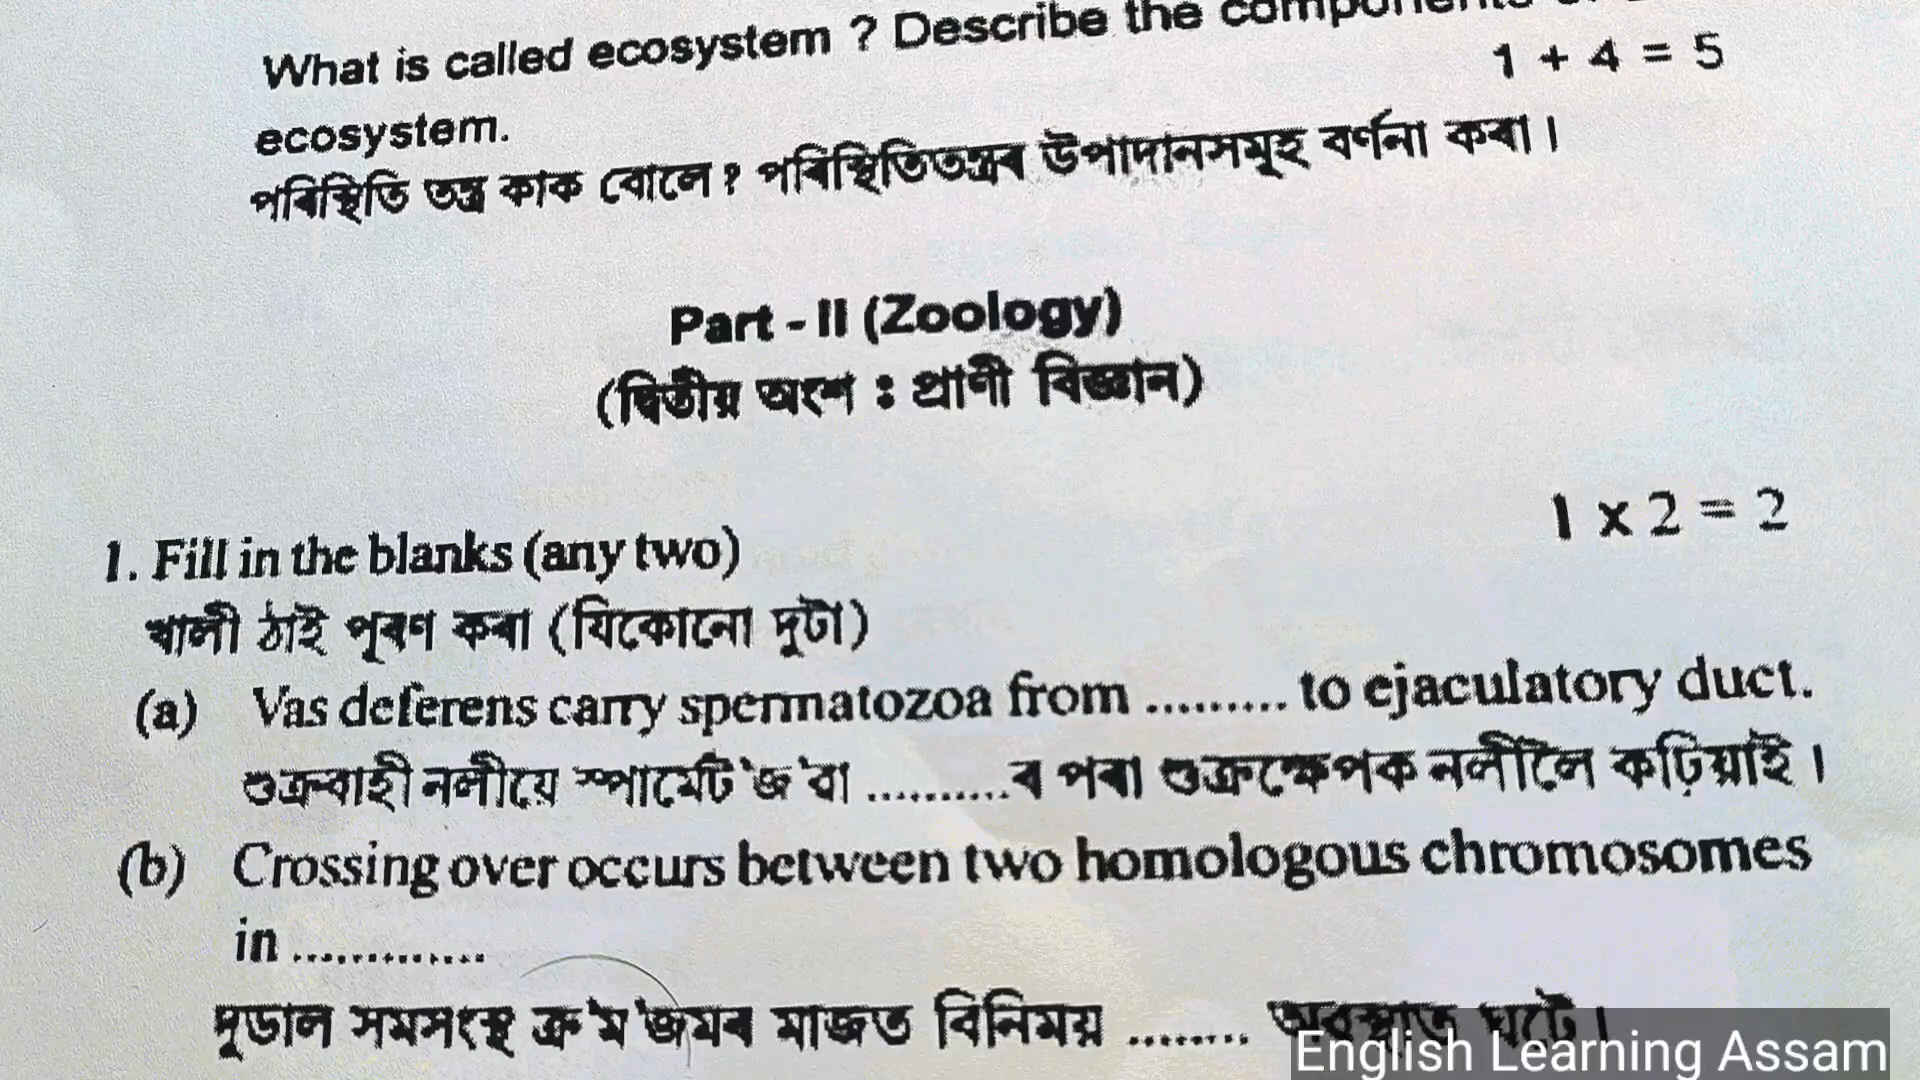 What is called ecosystem ? Describe the components
1 + 4 = 5
ecosystem.
পৰিস্থিতি তন্ত্ৰ কাক বোলে? পৰিস্থিতিতন্ত্ৰৰ উপাদানসমূহ বৰ্ণনা কৰা।
Part - II (Zoology)
(দ্বিতীয় অংশ : প্ৰাণী বিজ্ঞান)
1 x 2 = 2
1. Fill in the blanks (any two)
খালী ঠাই পূৰণ কৰা (যিকোনো দুটা)
(a) Vas deferens carry spermatozoa from ......... to ejaculatory duct.
শুক্ৰবাহী নলীয়ে স্পাৰ্মেট'জ'ৱা ..........ৰ পৰা শুক্ৰক্ষেপক নলীলৈ কঢ়িয়াই।
(b) Crossing over occurs between two homologous chromosomes
in .............
দুডাল সমসংস্থ ক্ৰ'ম'জমৰ মাজত বিনিময় ........ অৱস্থাত ঘটে।
English Learning Assam